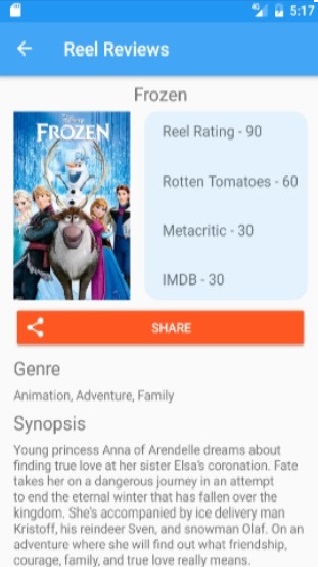 4G 5:17
Reel Reviews
Frozen
Disney
FROZEN
Reel Rating - 90
Rotten Tomatoes - 60
Metacritic - 30
IMDB - 30
SHARE
Genre
Animation, Adventure, Family
Synopsis
Young princess Anna of Arendelle dreams about
finding true love at her sister Elsa's coronation. Fate
takes her on a dangerous journey in an attempt
to end the eternal winter that has fallen over the
kingdom. She's accompanied by ice delivery man
Kristoff, his reindeer Sven, and snowman Olaf. On an
adventure where she will find out what friendship,
courage, family, and true love really means.